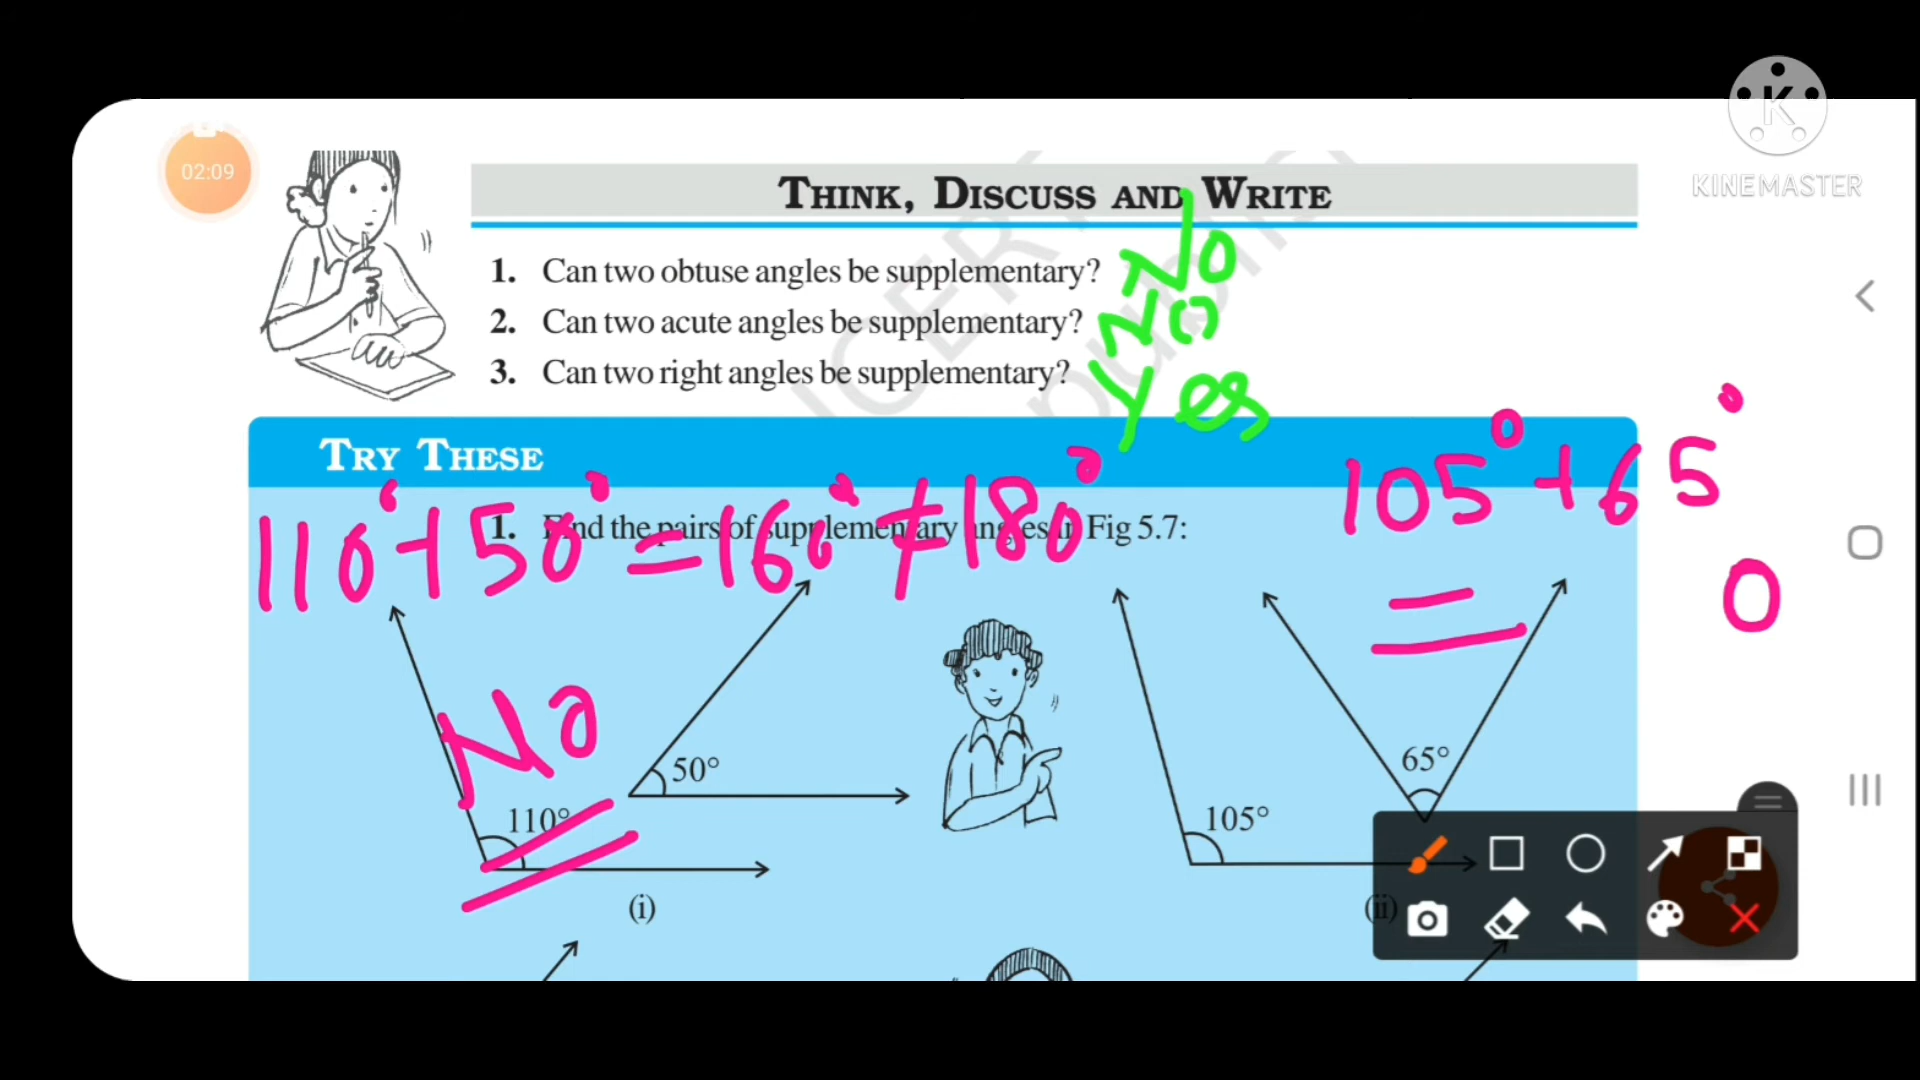 02:09
KINEMASTER
THINK, DISCUSS AND WRITE
1. Can two obtuse angles be supplementary? No
2. Can two acute angles be supplementary? No
3. Can two right angles be supplementary? Yes
TRY THESE
110° + 50° = 160° ≠ 180°
105° + 65°
=
0
1. Find the pairs of supplementary angles in Fig 5.7:
No
50°
110°
65°
105°
(i)
(ii)